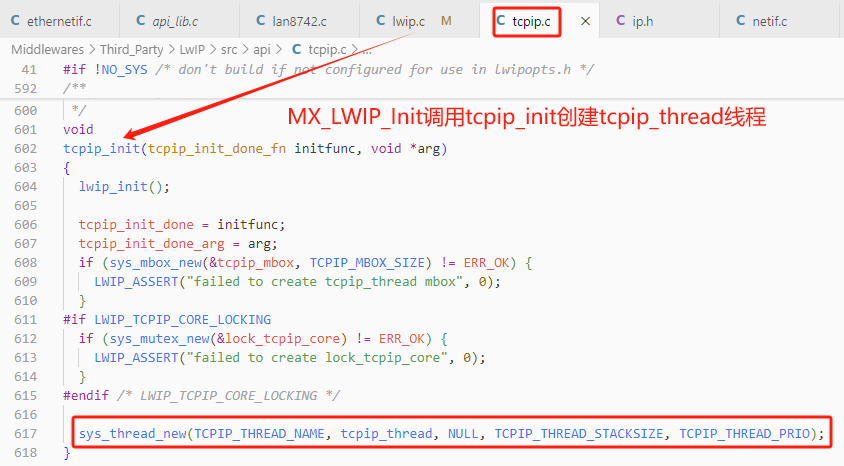 ethernetif.c api_lib.c lan8742.c lwip.c M tcpip.c × ip.h netif.c
Middlewares > Third_Party > LwIP > src > api > tcpip.c > ...
41 #if !NO_SYS /* don't build if not configured for use in lwipopts.h */
592 /**
600 */
601 void
MX_LWIP_Init调用tcpip_init创建tcpip_thread线程
602 tcpip_init(tcpip_init_done_fn initfunc, void *arg)
603 {
604 lwip_init();
605
606 tcpip_init_done = initfunc;
607 tcpip_init_done_arg = arg;
608 if (sys_mbox_new(&tcpip_mbox, TCPIP_MBOX_SIZE) != ERR_OK) {
609 LWIP_ASSERT("failed to create tcpip_thread mbox", 0);
610 }
611 #if LWIP_TCPIP_CORE_LOCKING
612 if (sys_mutex_new(&lock_tcpip_core) != ERR_OK) {
613 LWIP_ASSERT("failed to create lock_tcpip_core", 0);
614 }
615 #endif /* LWIP_TCPIP_CORE_LOCKING */
616
617 sys_thread_new(TCPIP_THREAD_NAME, tcpip_thread, NULL, TCPIP_THREAD_STACKSIZE, TCPIP_THREAD_PRIO);
618 }